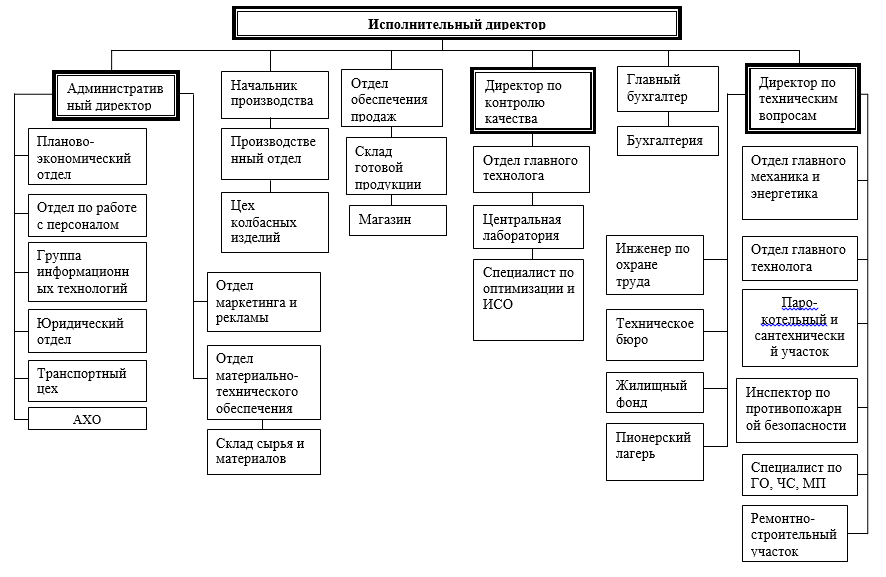 Исполнительный директор
Административ
ный директор
Планово-
экономический
отдел
Отдел по работе
с персоналом
Группа
информационн
ых технологий
Юридический
отдел
Транспортный
цех
АХО
Отдел
маркетинга и
рекламы
Отдел
материально-
технического
обеспечения
Склад сырья и
материалов
Начальник
производства
Производстве
нный отдел
Цех
колбасных
изделий
Отдел
обеспечения
продаж
Склад
готовой
продукции
Магазин
Директор по
контролю
качества
Отдел главного
технолога
Центральная
лаборатория
Специалист по
оптимизации и
ИСО
Главный
бухгалтер
Бухгалтерия
Директор по
техническим
вопросам
Инженер по
охране
труда
Техническое
бюро
Жилищный
фонд
Пионерский
лагерь
Отдел главного
механика и
энергетика
Отдел главного
технолога
Паро-
котельный и
сантехнически
й участок
Инспектор по
противопожар
ной безопасности
Специалист по
ГО, ЧС, МП
Ремонтно-
строительный
участок